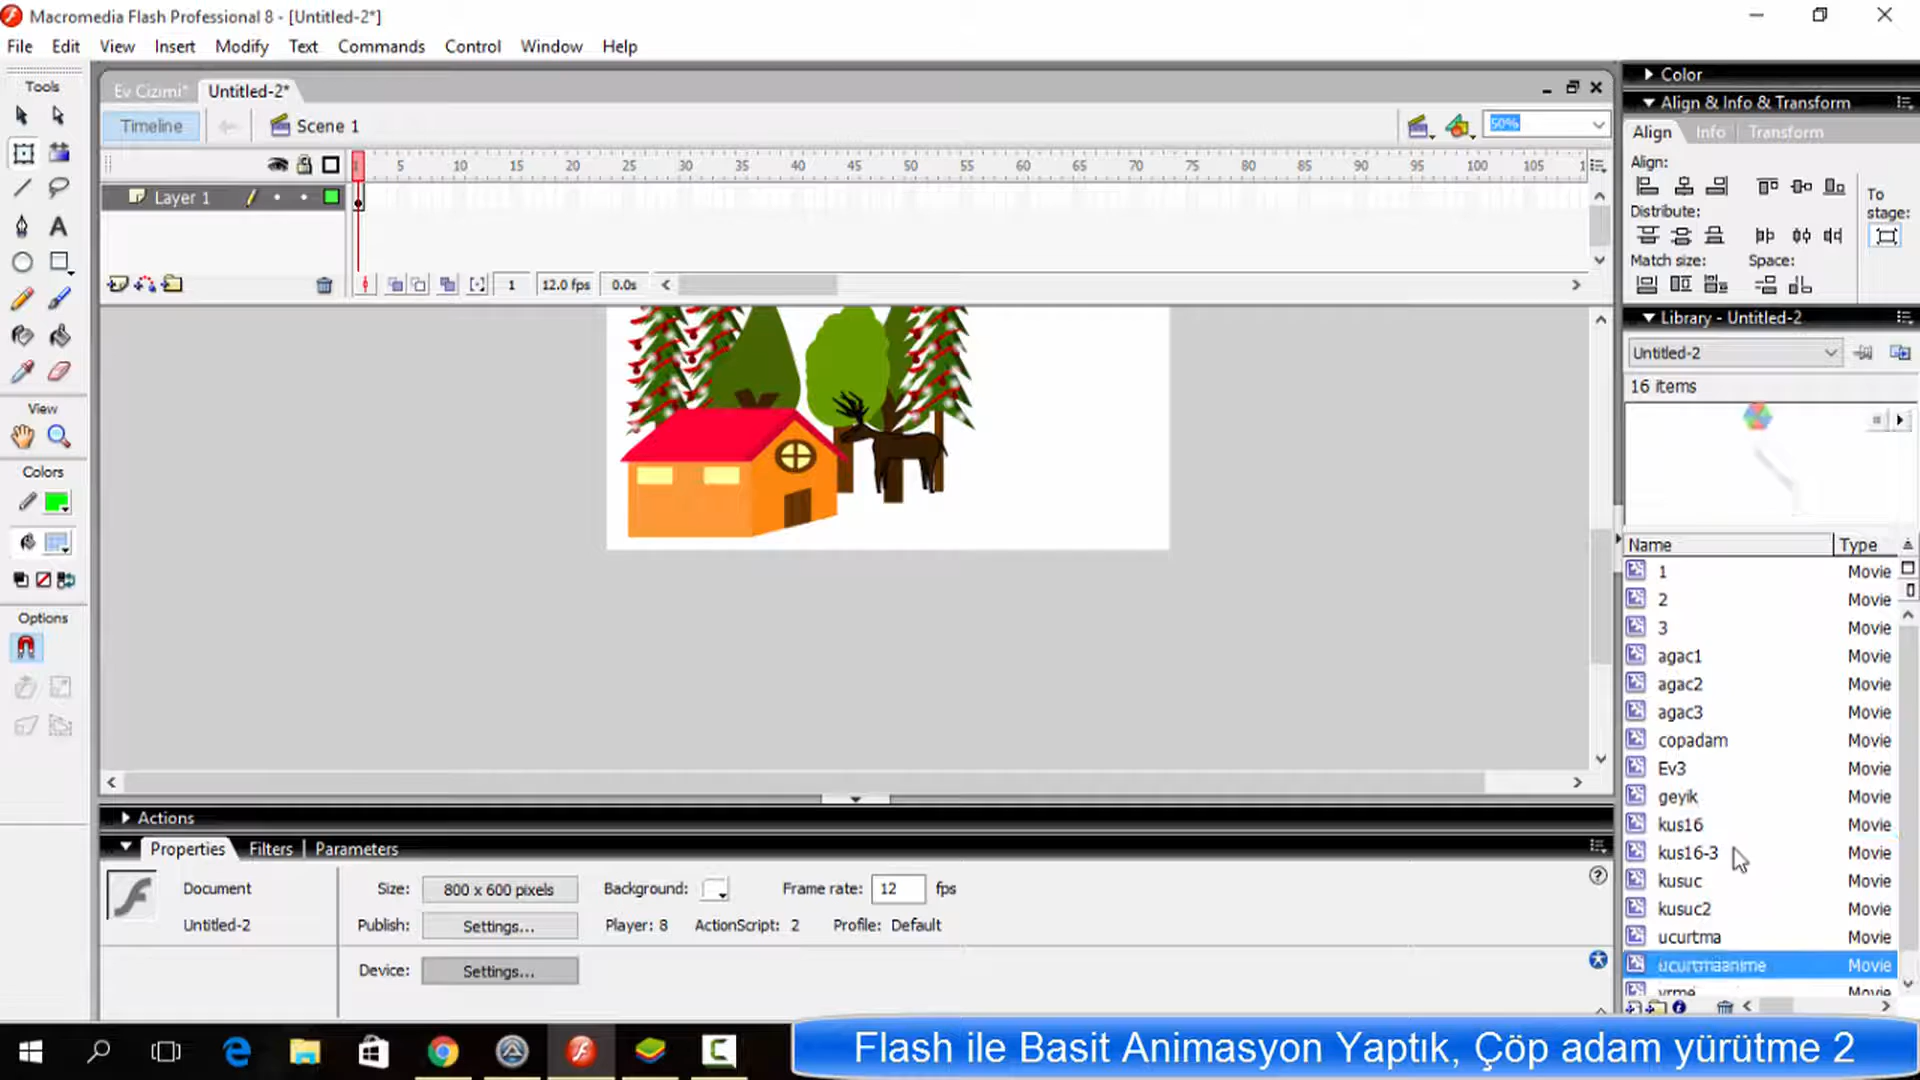 Macromedia Flash Professional 8 - [Untitled-2*]
File Edit View Insert Modify Text Commands Control Window Help
Tools
Ev Cizimi* Untitled-2*
Timeline Scene 1 50%
5 10 15 20 25 30 35 40 45 50 55 60 65 70 75 80 85 90 95 100 105
Layer 1
1 12.0 fps 0.0s
View
Colors
Options
Color
Align & Info & Transform
Align Info Transform
Align:
To stage:
Distribute:
Match size: Space:
Library - Untitled-2
Untitled-2
16 items
Name Type
1 Movie
2 Movie
3 Movie
agac1 Movie
agac2 Movie
agac3 Movie
copadam Movie
Ev3 Movie
geyik Movie
kus16 Movie
kus16-3 Movie
kusuc Movie
kusuc2 Movie
ucurtma Movie
ucurtmaanime Movie
Movie
Actions
Properties Filters Parameters
Document Size: 800 x 600 pixels Background: Frame rate: 12 fps
Untitled-2 Publish: Settings... Player: 8 ActionScript: 2 Profile: Default
Device: Settings...
Flash ile Basit Animasyon Yaptık, Çöp adam yürütme 2